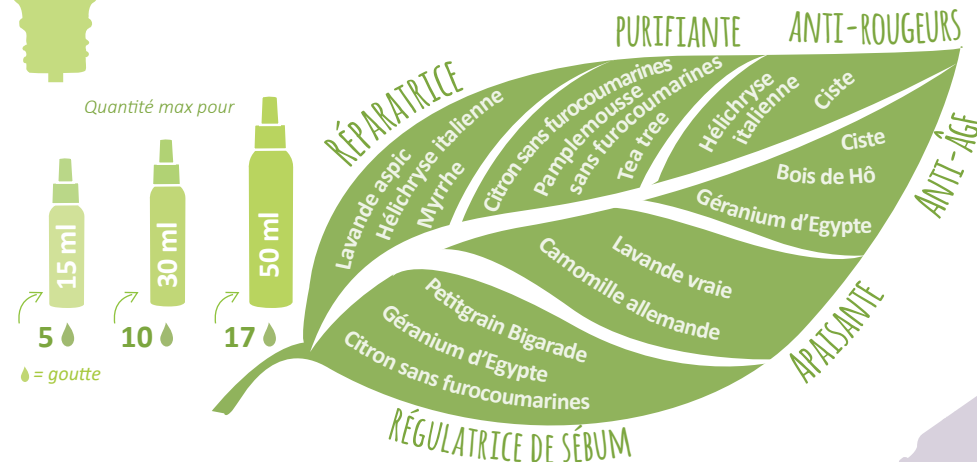 Quantité max pour
15 ml
30 ml
50 ml
5
10
17
= goutte
RÉPARATRICE
Lavande aspic
Hélichryse italienne
Myrrhe
PURIFIANTE
Citron sans furocoumarines
Pamplemousse
sans furocoumarines
Tea tree
ANTI-ROUGEURS
Hélichryse
italienne
Ciste
ANTI-ÂGE
Ciste
Bois de Hô
Géranium d'Egypte
APAISANTE
Lavande vraie
Camomille allemande
RÉGULATRICE DE SÉBUM
Petitgrain Bigarade
Géranium d'Egypte
Citron sans furocoumarines